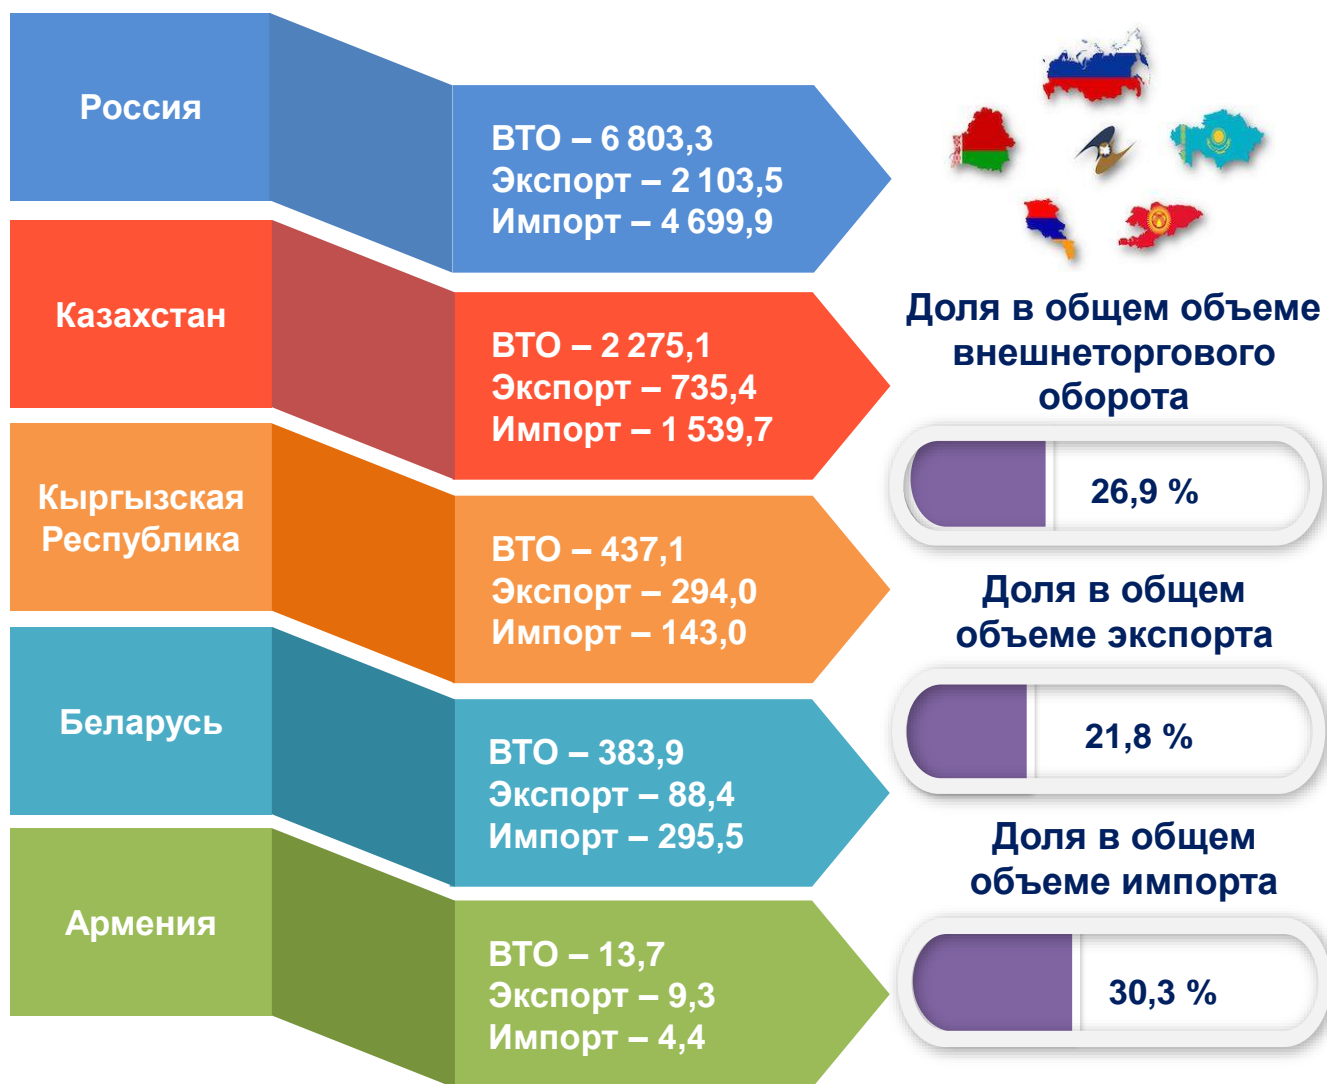 Россия
ВТО – 6 803,3
Экспорт – 2 103,5
Импорт – 4 699,9
Казахстан
ВТО – 2 275,1
Экспорт – 735,4
Импорт – 1 539,7
Кыргызская
Республика
ВТО – 437,1
Экспорт – 294,0
Импорт – 143,0
Беларусь
ВТО – 383,9
Экспорт – 88,4
Импорт – 295,5
Армения
ВТО – 13,7
Экспорт – 9,3
Импорт – 4,4
Доля в общем объеме
внешнеторгового
оборота
26,9 %
Доля в общем
объеме экспорта
21,8 %
Доля в общем
объеме импорта
30,3 %